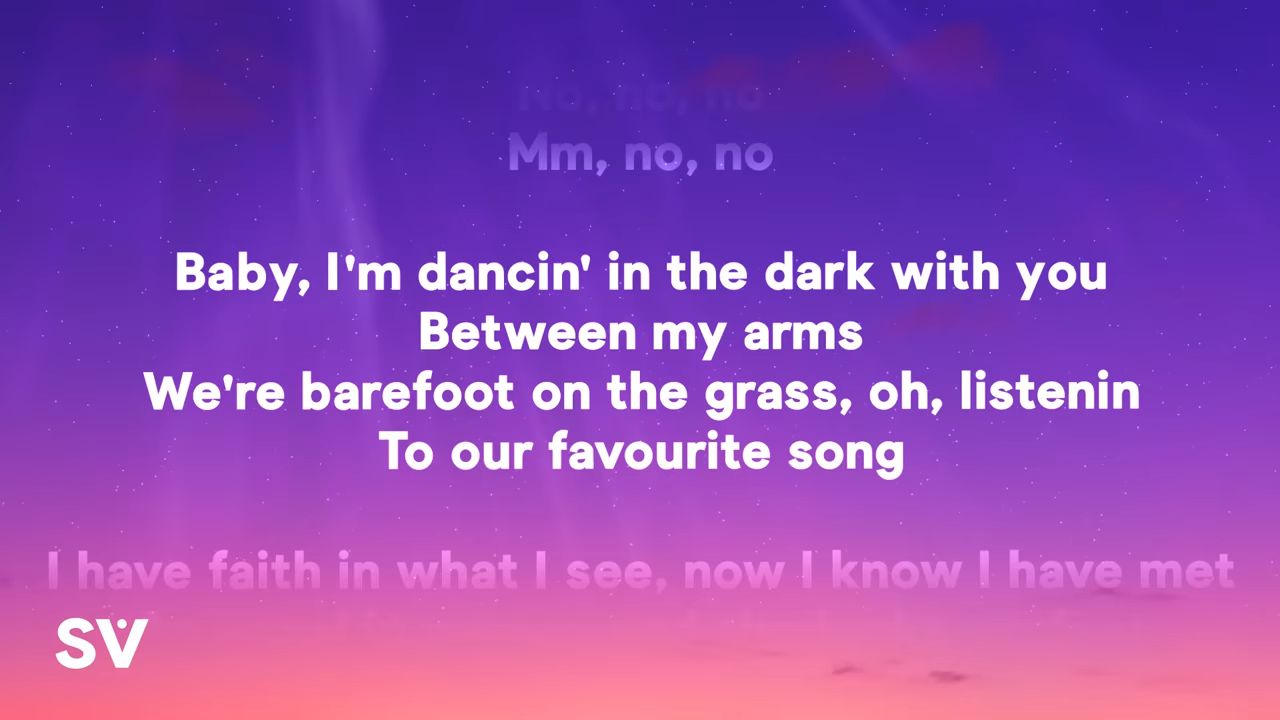 No, no, no
Mm, no, no
Baby, I'm dancin' in the dark with you
Between my arms
We're barefoot on the grass, oh, listenin
To our favourite song
I have faith in what I see, now I know I have met
SV